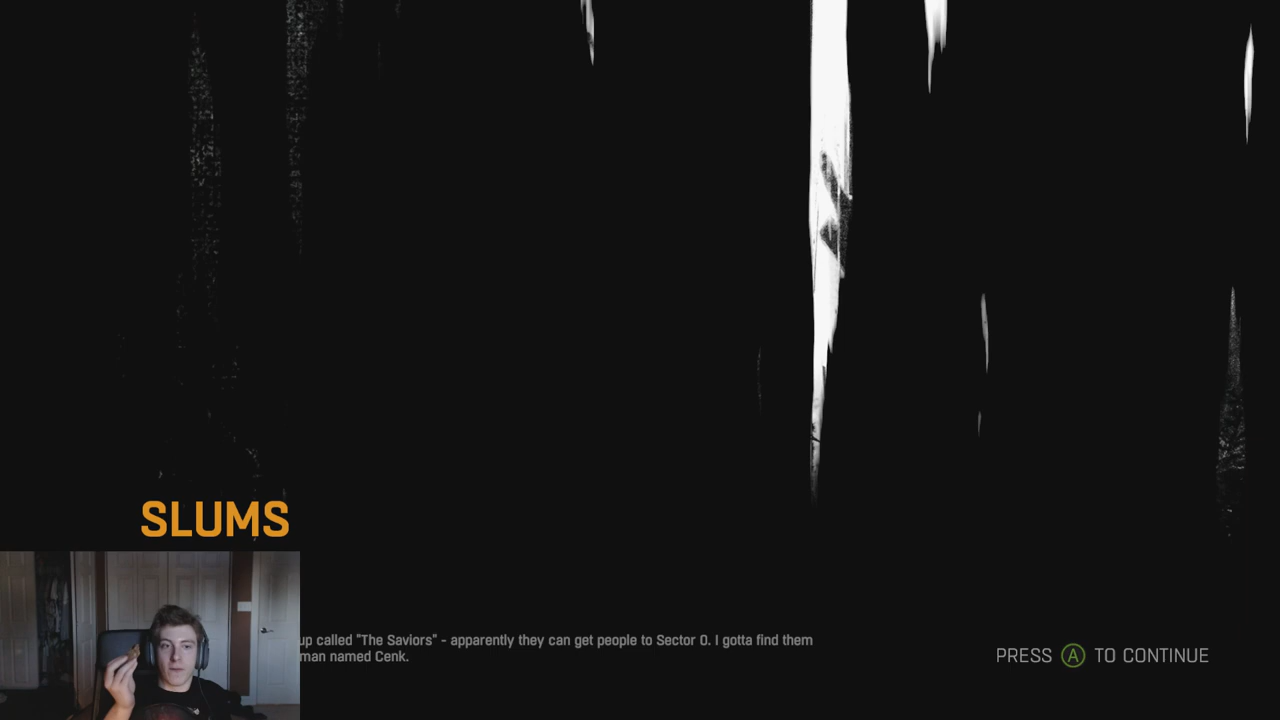 SLUMS
called "The Saviors" - apparently they can get people to Sector 0. I gotta find them
man named Cenk.
PRESS A TO CONTINUE